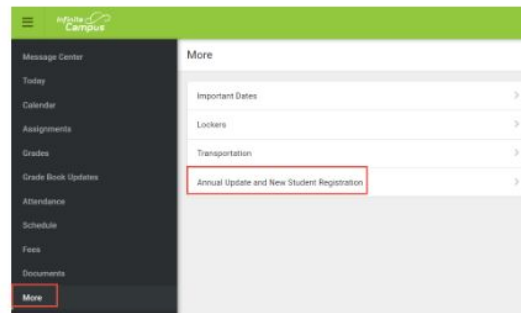 Infinite
Campus
Message Center
Today
Calendar
Assignments
Grades
Grade Book Updates
Attendance
Schedule
Fees
Documents
More
More
Important Dates
Lockers
Transportation
Annual Update and New Student Registration